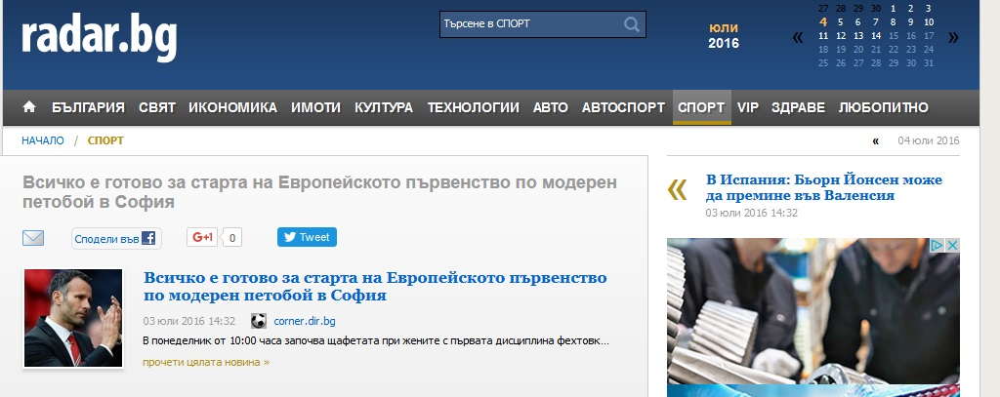 radar.bg
Търсене в СПОРТ
юли
2016
«
27 28 29 30 1 2 3
4 5 6 7 8 9 10
11 12 13 14 15 16 17
18 19 20 21 22 23 24
25 26 27 28 29 30 31
»
БЪЛГАРИЯ СВЯТ ИКОНОМИКА ИМОТИ КУЛТУРА ТЕХНОЛОГИИ АВТО АВТОСПОРТ СПОРТ VIP ЗДРАВЕ ЛЮБОПИТНО
НАЧАЛО / СПОРТ
« 04 юли 2016
Всичко е готово за старта на Европейското първенство по модерен
петобой в София
Сподели във f
G+1 0
Tweet
Всичко е готово за старта на Европейското първенство
по модерен петобой в София
03 юли 2016 14:32 corner.dir.bg
В понеделник от 10:00 часа започва щафетата при жените с първата дисциплина фехтовк...
прочети цялата новина »
«
В Испания: Бьорн Йонсен може
да премине във Валенсия
03 юли 2016 14:32